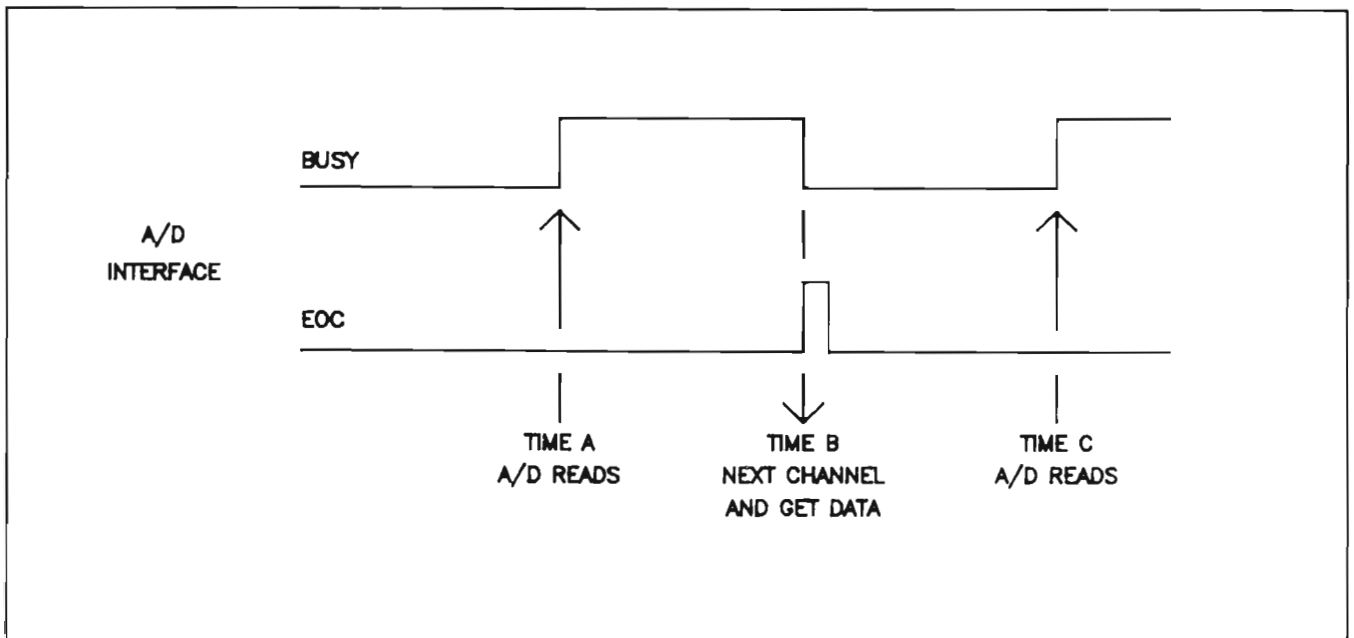 BUSY
A/D
INTERFACE
EOC
TIME A
A/D READS
TIME B
NEXT CHANNEL
AND GET DATA
TIME C
A/D READS